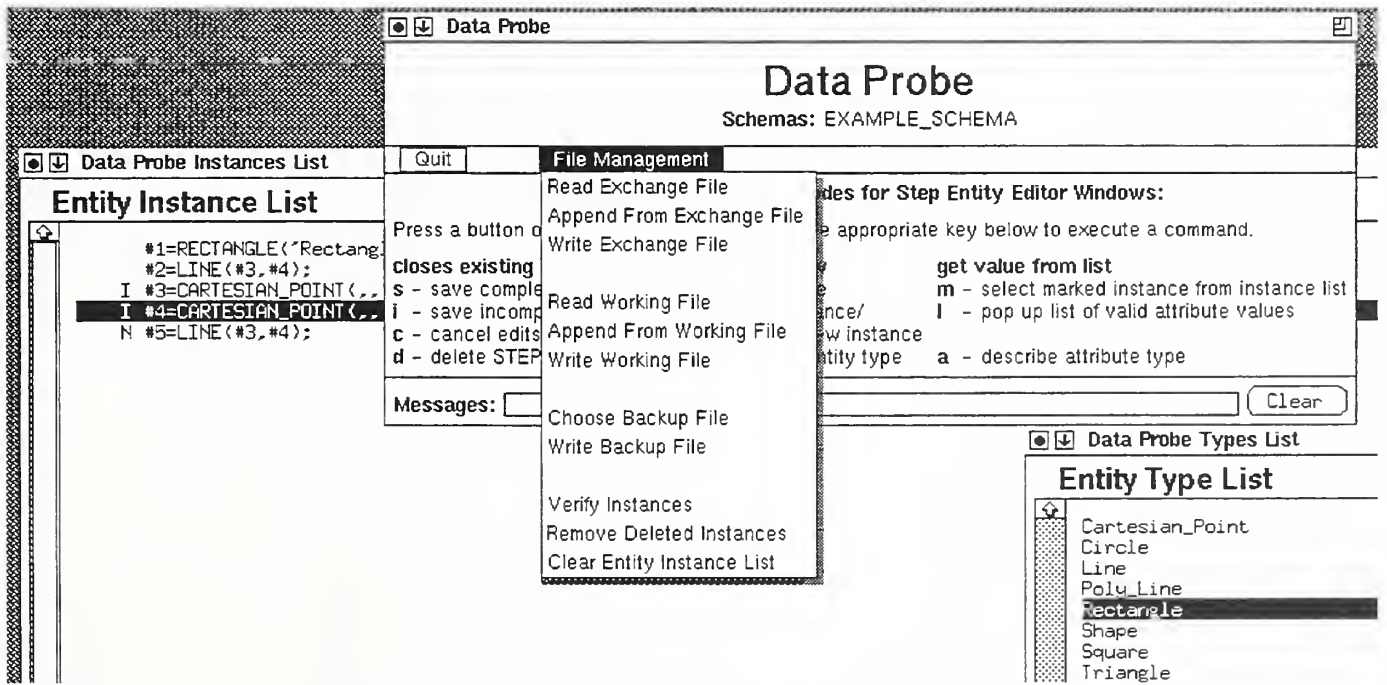 Data Probe
Data Probe
Schemas: EXAMPLE_SCHEMA
Quit
File Management
Read Exchange File
Append From Exchange File
Write Exchange File
Read Working File
Append From Working File
Write Working File
Choose Backup File
Write Backup File
Verify Instances
Remove Deleted Instances
Clear Entity Instance List
des for Step Entity Editor Windows:
Press a button o
e appropriate key below to execute a command.
closes existing
get value from list
s - save comple
m - select marked instance from instance list
i - save incomp
nce/
l - pop up list of valid attribute values
c - cancel edits
w instance
d - delete STEP
tity type
a - describe attribute type
Messages:
Clear
Data Probe Instances List
Entity Instance List
#1=RECTANGLE("Rectangl
#2=LINE(#3,#4);
I #3=CARTESIAN_POINT(,,
I #4=CARTESIAN_POINT(,,
N #5=LINE(#3,#4);
Data Probe Types List
Entity Type List
Cartesian_Point
Circle
Line
Poly_Line
Rectangle
Shape
Square
Triangle